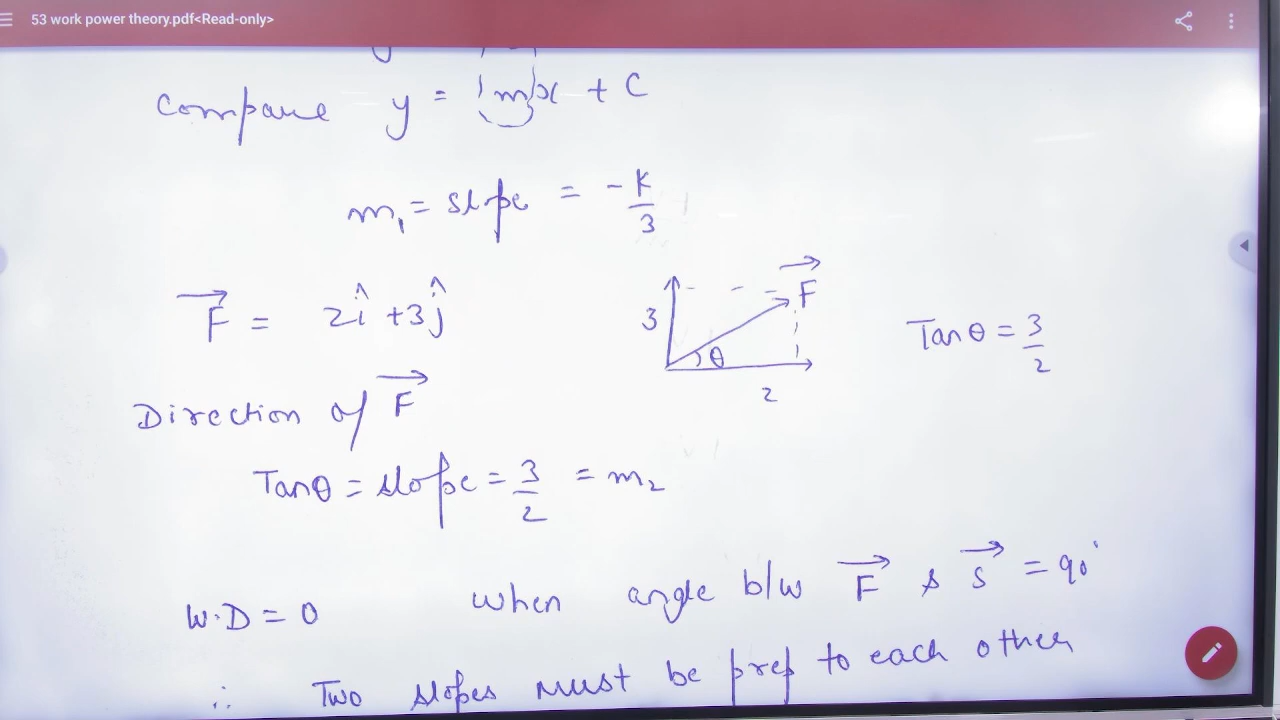 53 work power theory.pdf<Read-only>
Compare y = mx + C
m₁ = slope = -K/3
F⃗ = 2î + 3ĵ
3 F⃗
θ
2
Tanθ = 3/2
Direction of F⃗
Tanθ = slope = 3/2 = m₂
W.D = 0 when angle b/w F⃗ & S⃗ = 90°
∴ Two slopes must be prep to each other